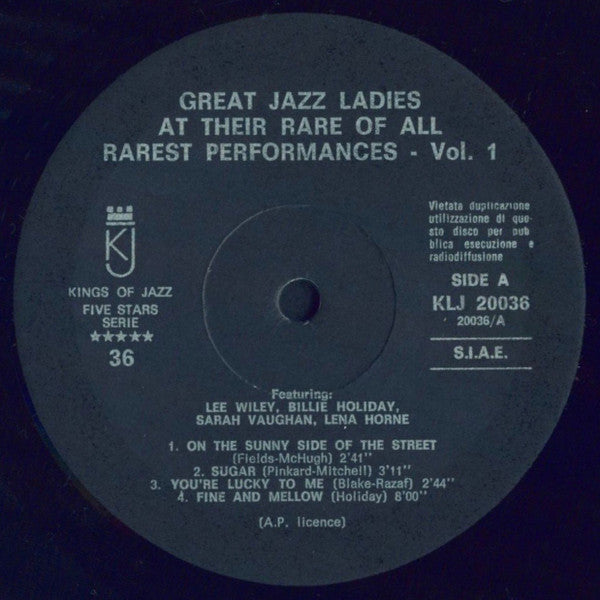 GREAT JAZZ LADIES
AT THEIR RARE OF ALL
RAREST PERFORMANCES - Vol. 1
KJ
KINGS OF JAZZ
FIVE STARS
SERIE
★★★★★
36
Vietata duplicazione
utilizzazione di que
sto disco per pub
blica esecuzione e
radiodiffusione
SIDE A
KLJ 20036
20036/A
S.I.A.E.
Featuring:
LEE WILEY, BILLIE HOLIDAY,
SARAH VAUGHAN, LENA HORNE
1. ON THE SUNNY SIDE OF THE STREET
(Fields-McHugh) 2'41"
2. SUGAR (Pinkard-Mitchell) 3'11"
3. YOU'RE LUCKY TO ME (Blake-Razaf) 2'44"
4. FINE AND MELLOW (Holiday) 8'00"
(A.P. licence)